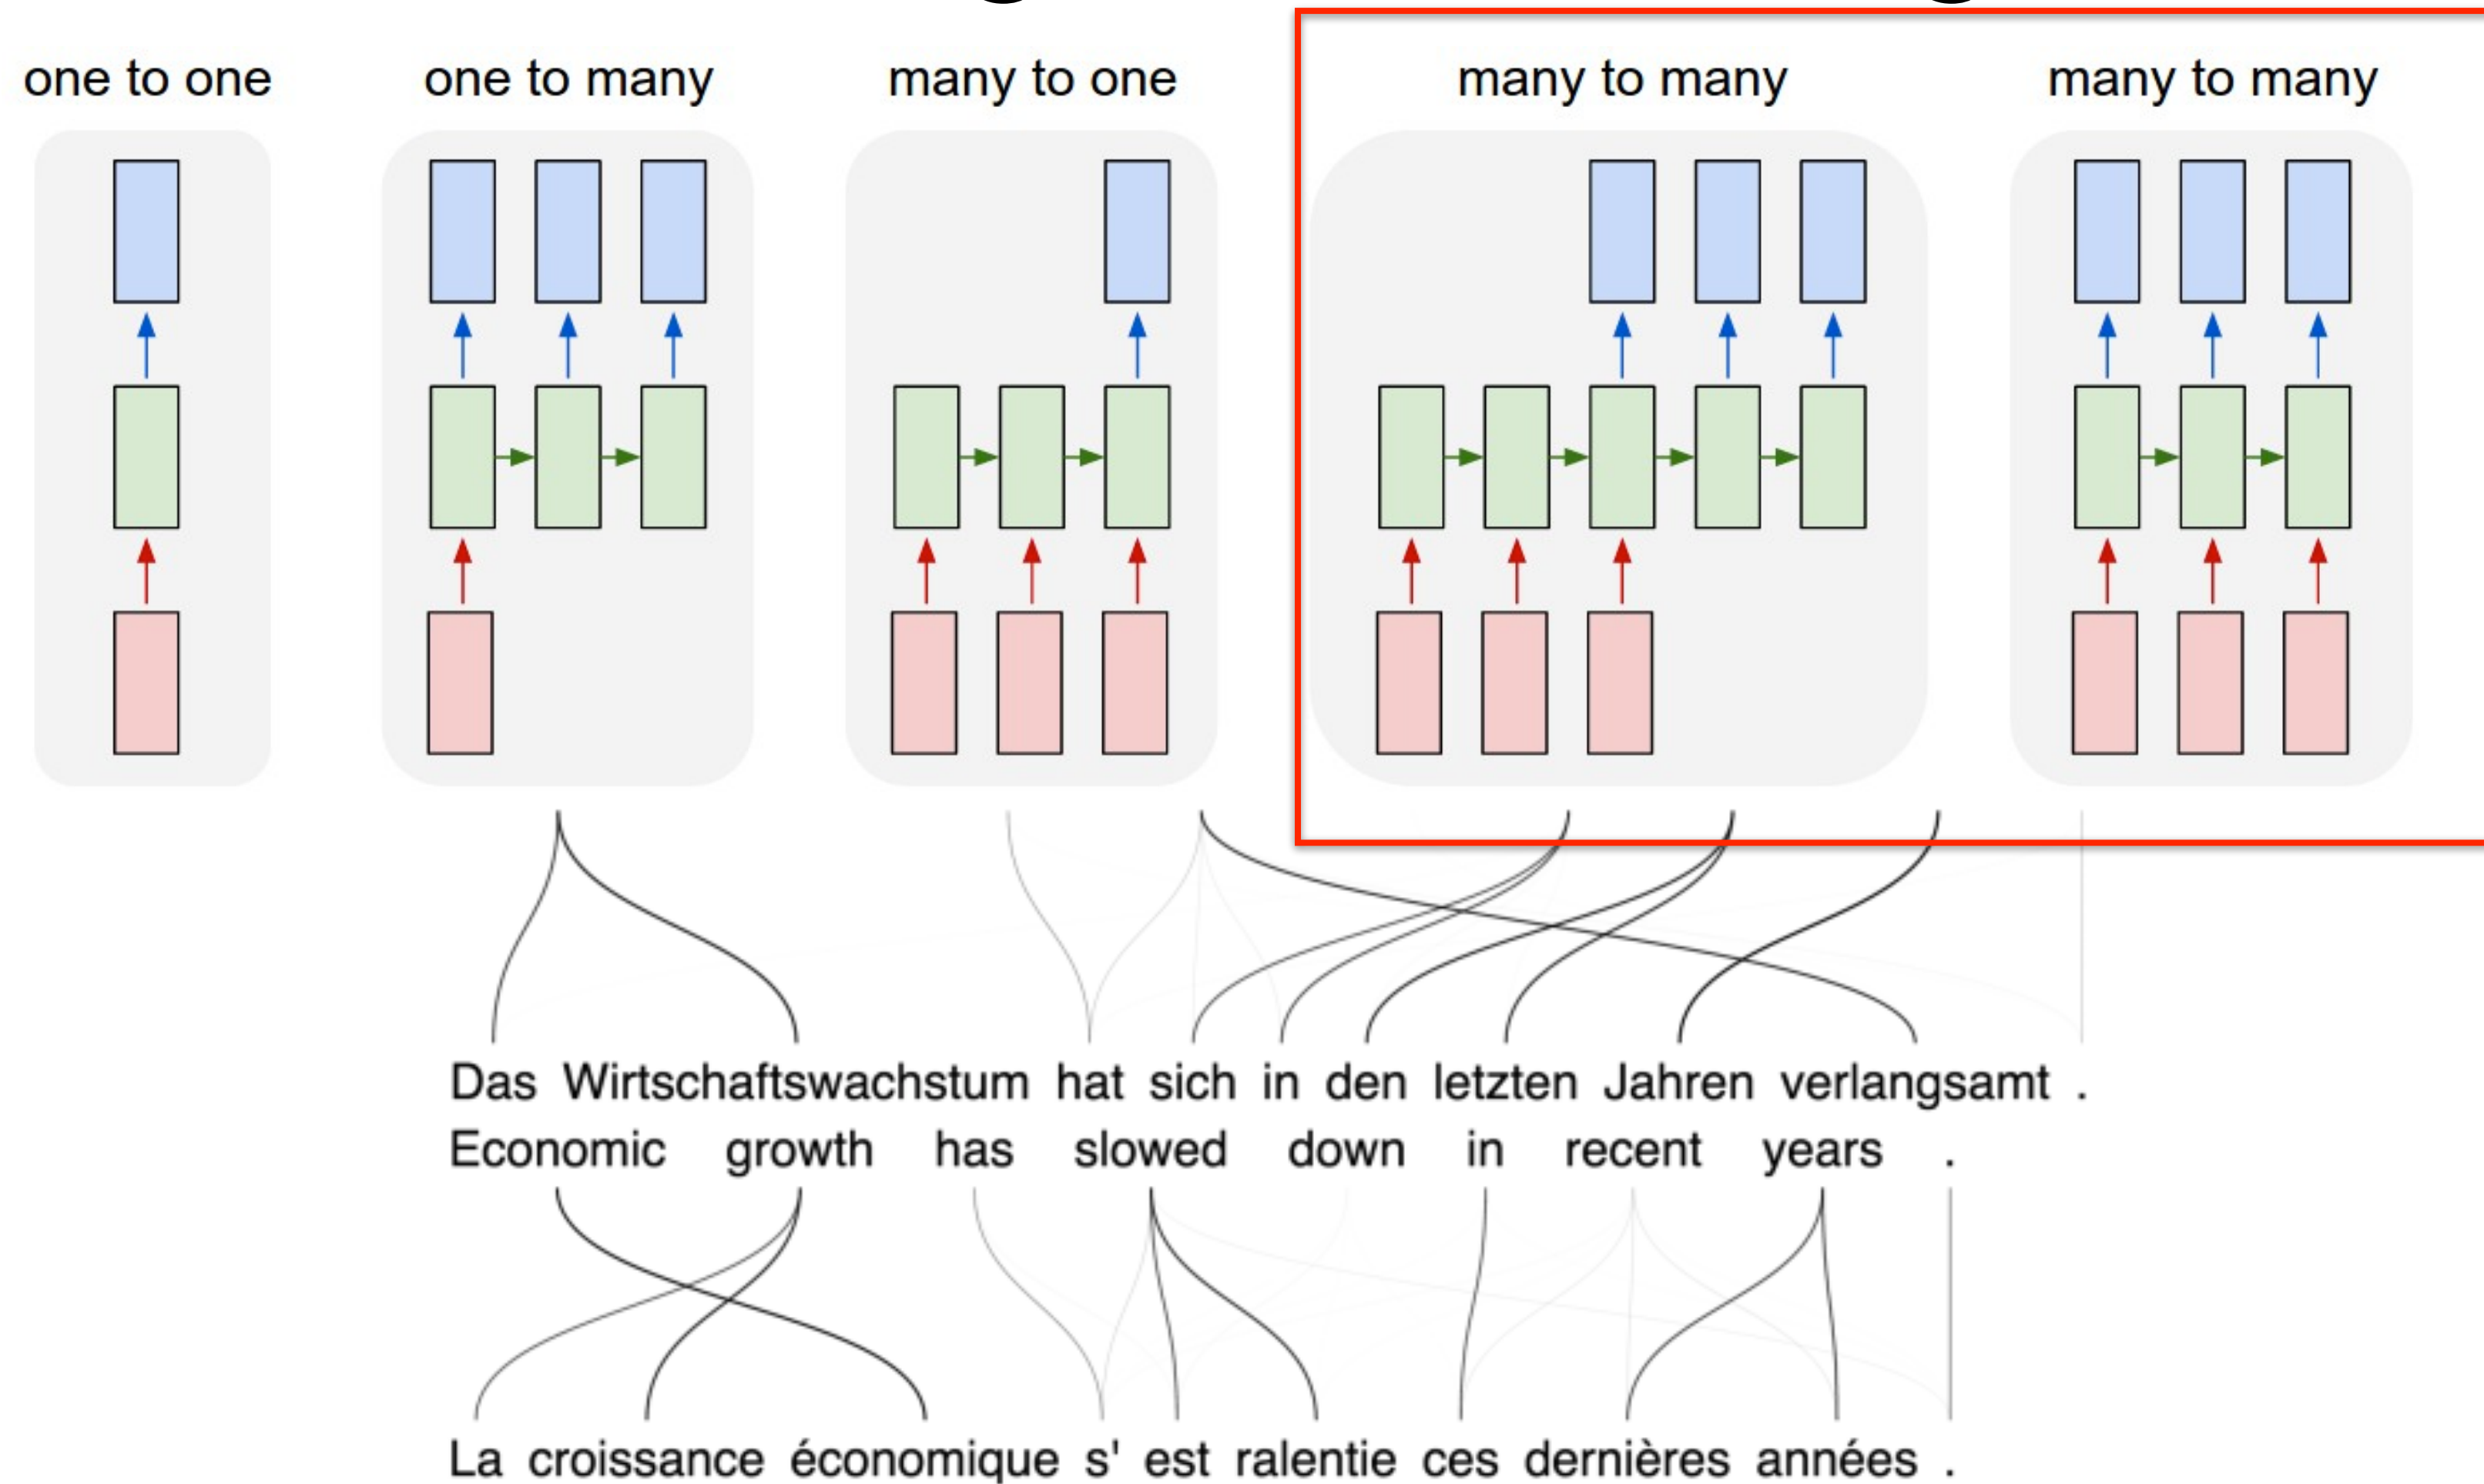 one to one one to many many to one many to many many to many
Das Wirtschaftswachstum hat sich in den letzten Jahren verlangsamt .
Economic growth has slowed down in recent years .
La croissance économique s' est ralentie ces dernières années .